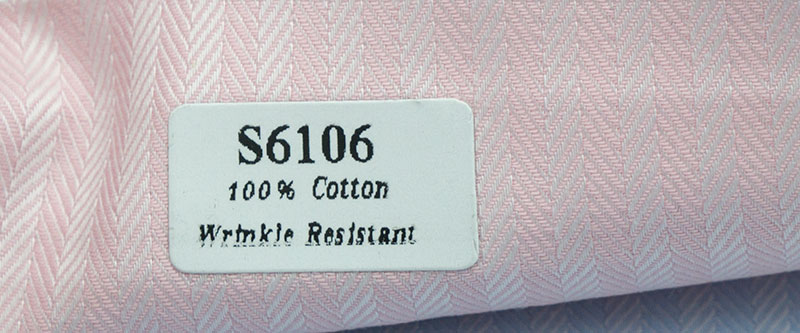 S6106
100% Cotton
Wrinkle Resistant